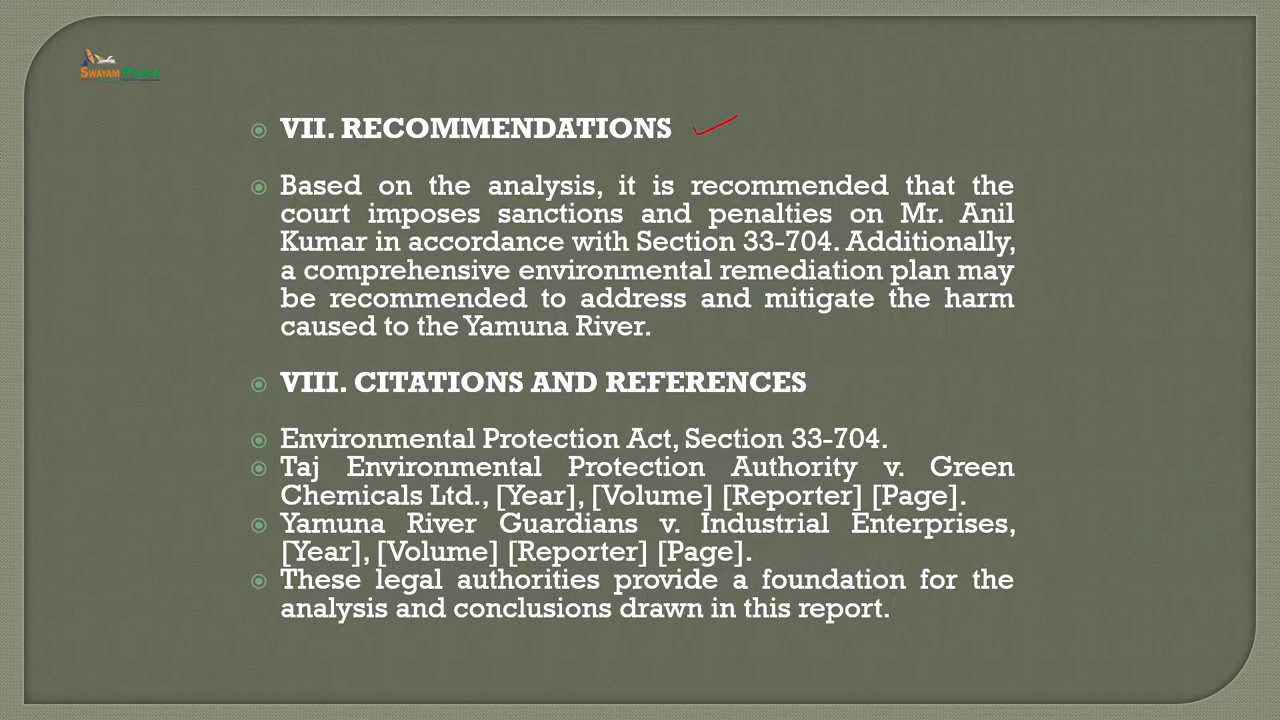 SWAYAM PRABHA
VII. RECOMMENDATIONS
Based on the analysis, it is recommended that the
court imposes sanctions and penalties on Mr. Anil
Kumar in accordance with Section 33-704. Additionally,
a comprehensive environmental remediation plan may
be recommended to address and mitigate the harm
caused to the Yamuna River.
VIII. CITATIONS AND REFERENCES
Environmental Protection Act, Section 33-704.
Taj Environmental Protection Authority v. Green
Chemicals Ltd., [Year], [Volume] [Reporter] [Page].
Yamuna River Guardians v. Industrial Enterprises,
[Year], [Volume] [Reporter] [Page].
These legal authorities provide a foundation for the
analysis and conclusions drawn in this report.